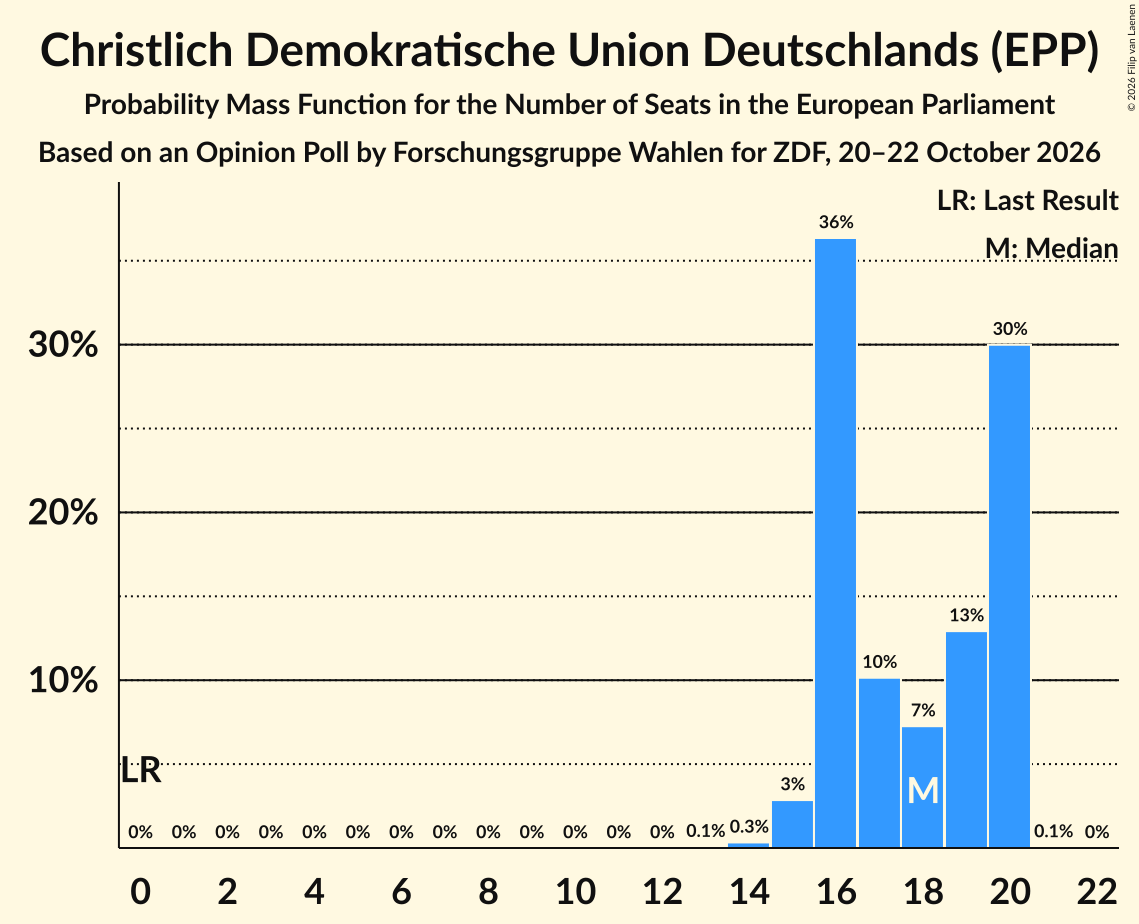 Christlich Demokratische Union Deutschlands (EPP)
Probability Mass Function for the Number of Seats in the European Parliament
Based on an Opinion Poll by Forschungsgruppe Wahlen for ZDF, 20–22 October 2026
© 2026 Filip van Laenen
LR: Last Result
M: Median
36%
30%
30%
20%
13%
10%
10%
7%
LR
M
3%
0% 0% 0% 0% 0% 0% 0% 0% 0% 0% 0% 0% 0% 0.1% 0.3% 0.1% 0%
0 2 4 6 8 10 12 14 16 18 20 22